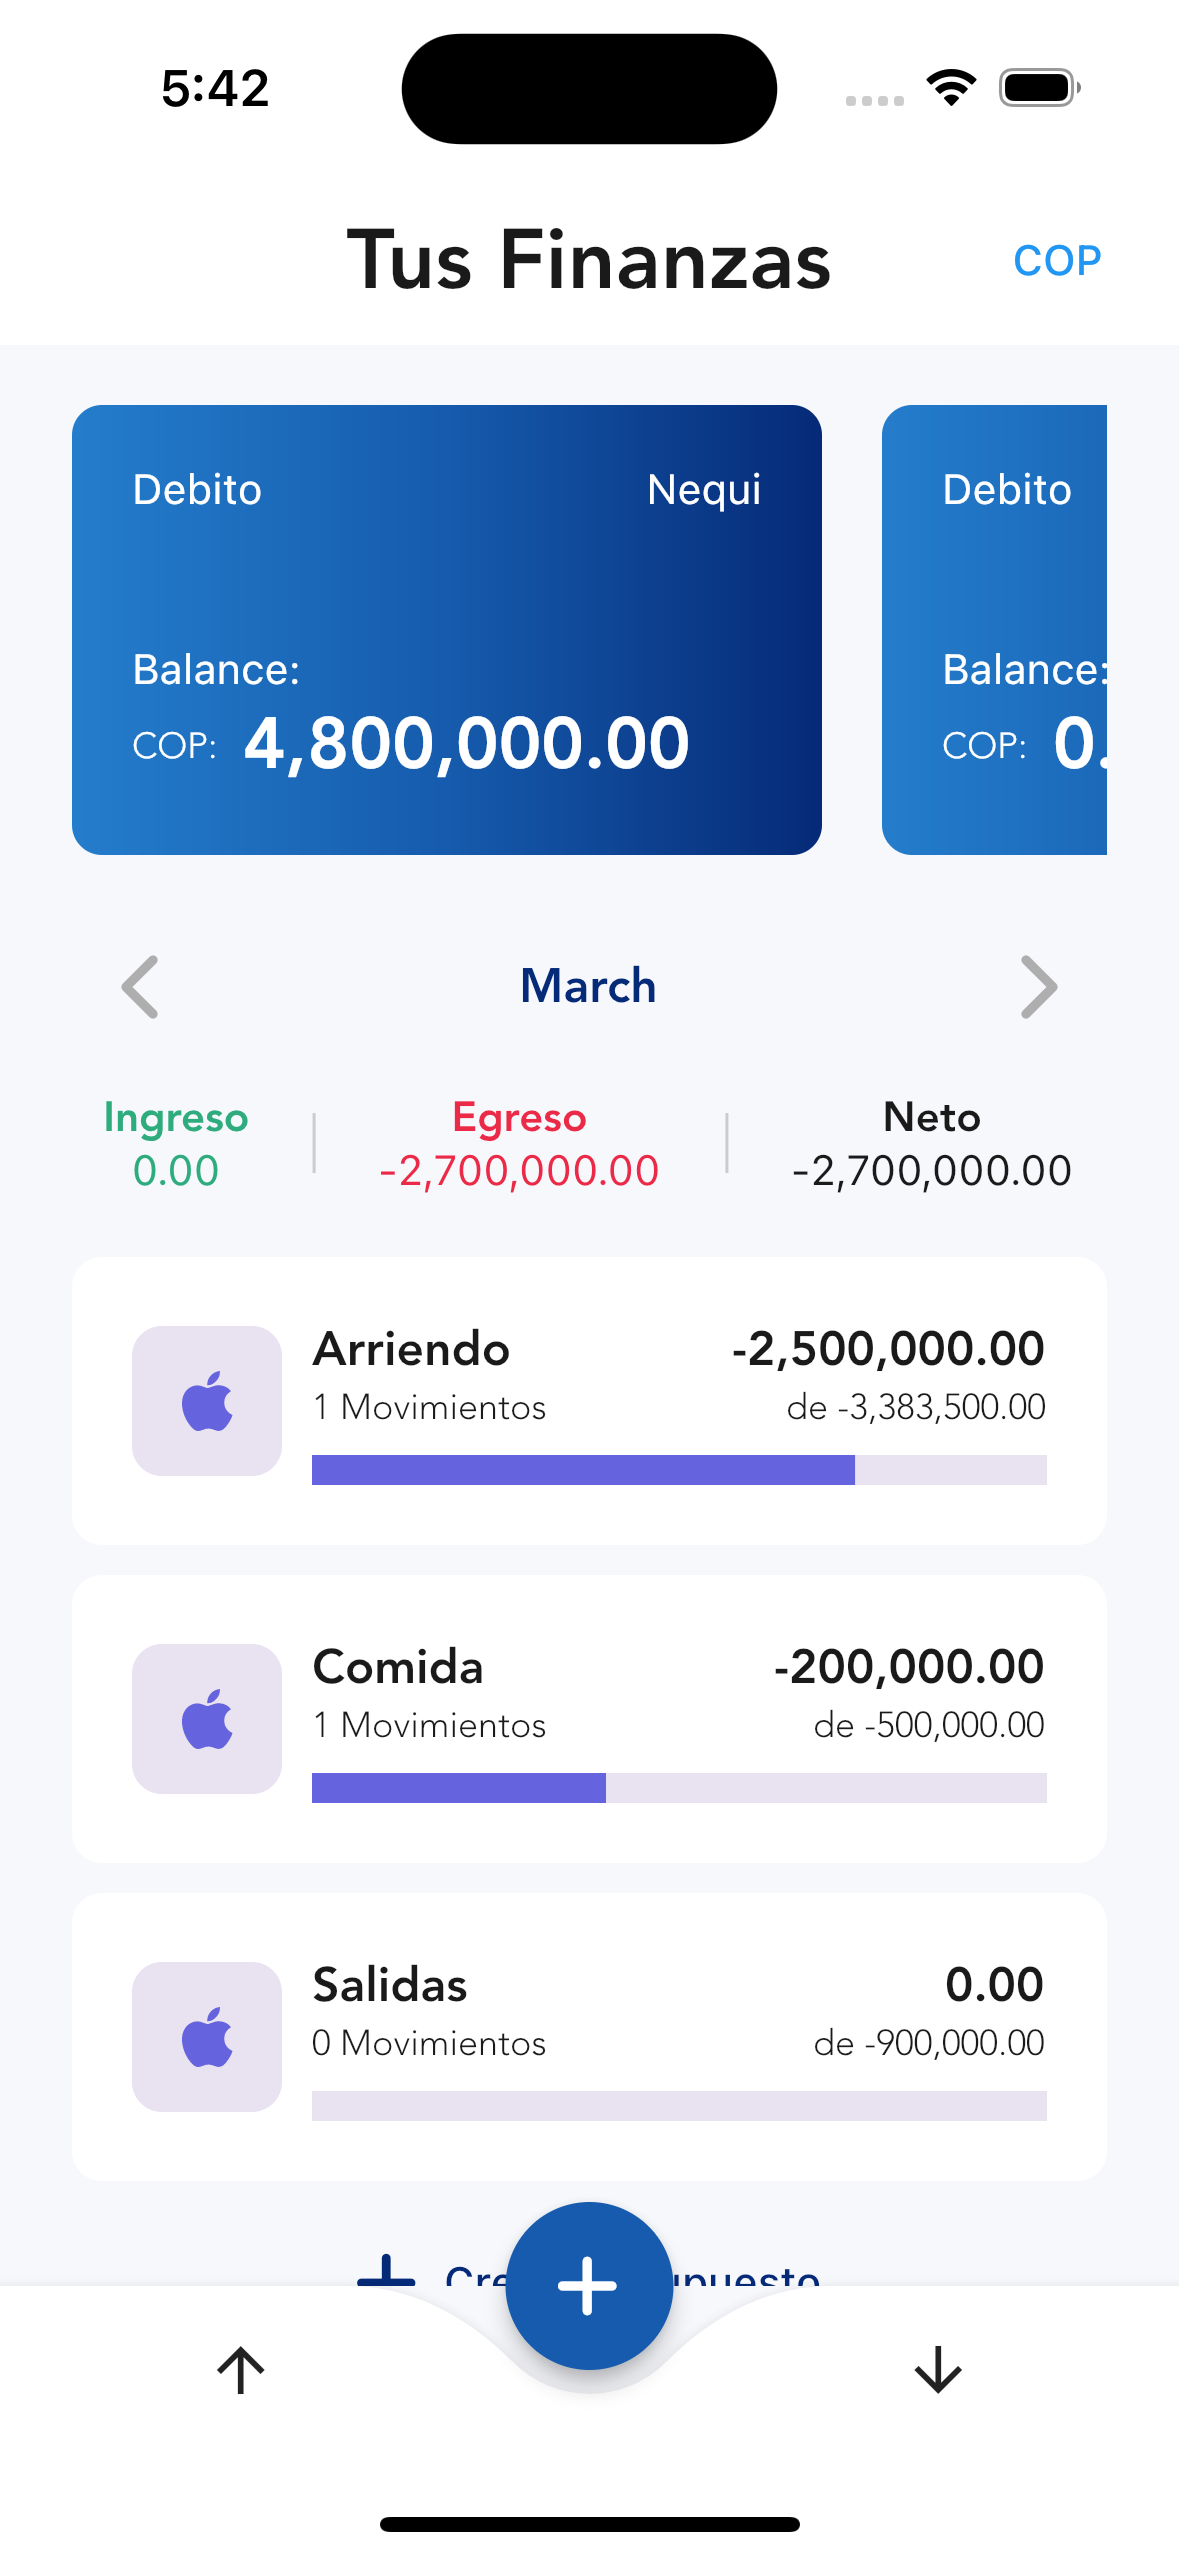 5:42
Tus Finanzas
COP
Debito
Nequi
Balance:
COP: 4,800,000.00
Debito
Balance:
COP: 0.
March
Ingreso
0.00
Egreso
-2,700,000.00
Neto
-2,700,000.00
Arriendo
-2,500,000.00
1 Movimientos
de -3,383,500.00
Comida
-200,000.00
1 Movimientos
de -500,000.00
Salidas
0.00
0 Movimientos
de -900,000.00